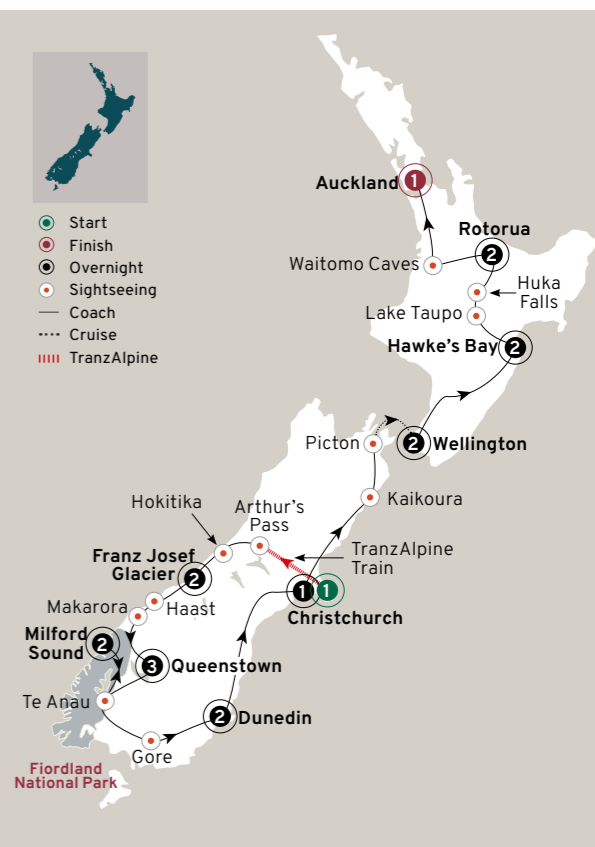 Start
Finish
Overnight
Sightseeing
Coach
Cruise
TranzAlpine
Auckland
1
Rotorua
2
Waitomo Caves
Huka
Falls
Lake Taupo
Hawke's Bay
2
Picton
2
Wellington
Kaikoura
Hokitika
Arthur's
Pass
TranzAlpine
Train
Franz Josef
Glacier
2
1
1
Christchurch
Haast
Makarora
Milford
Sound
2
3
Queenstown
Te Anau
2
Dunedin
Gore
Fiordland
National Park